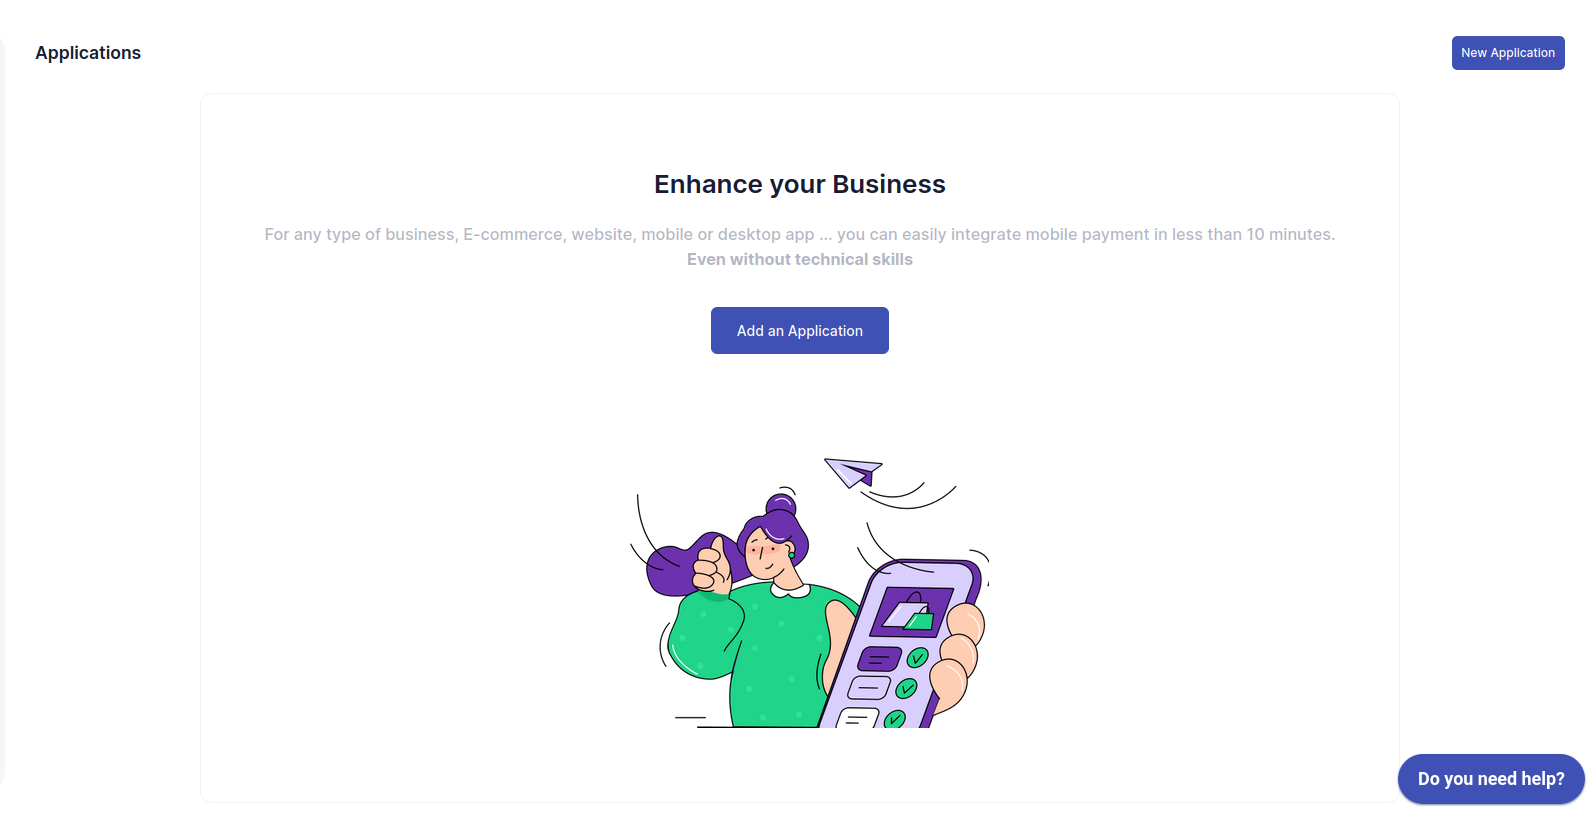 Applications
New Application
Enhance your Business
For any type of business, E-commerce, website, mobile or desktop app ... you can easily integrate mobile payment in less than 10 minutes.
Even without technical skills
Add an Application
Do you need help?